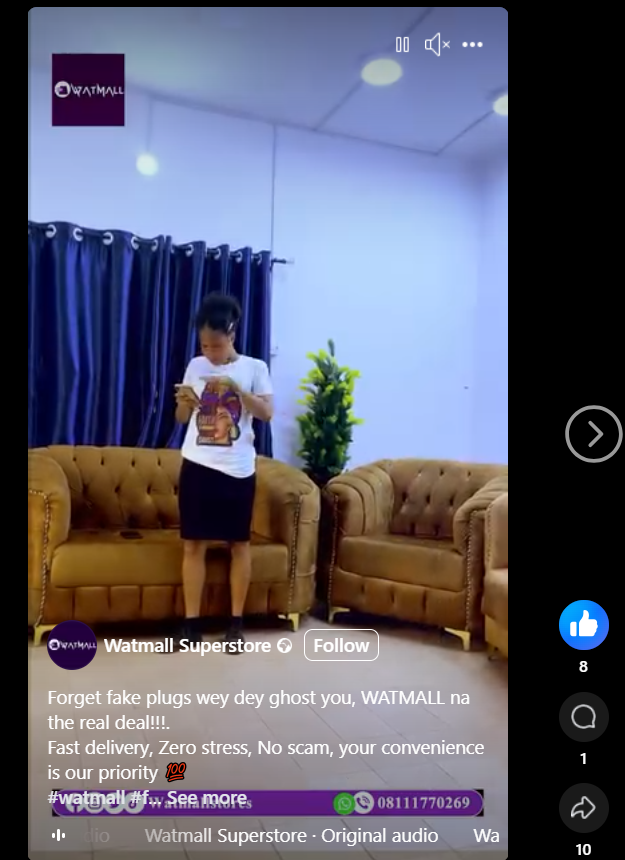 WATMALL
WATMALL
Watmall Superstore
Follow
Forget fake plugs wey dey ghost you, WATMALL na
the real deal!!!.
Fast delivery, Zero stress, No scam, your convenience
is our priority 💯
#watmall #f... See more
Watmallstores
08111770269
dio
Watmall Superstore · Original audio
Wa
8
1
10